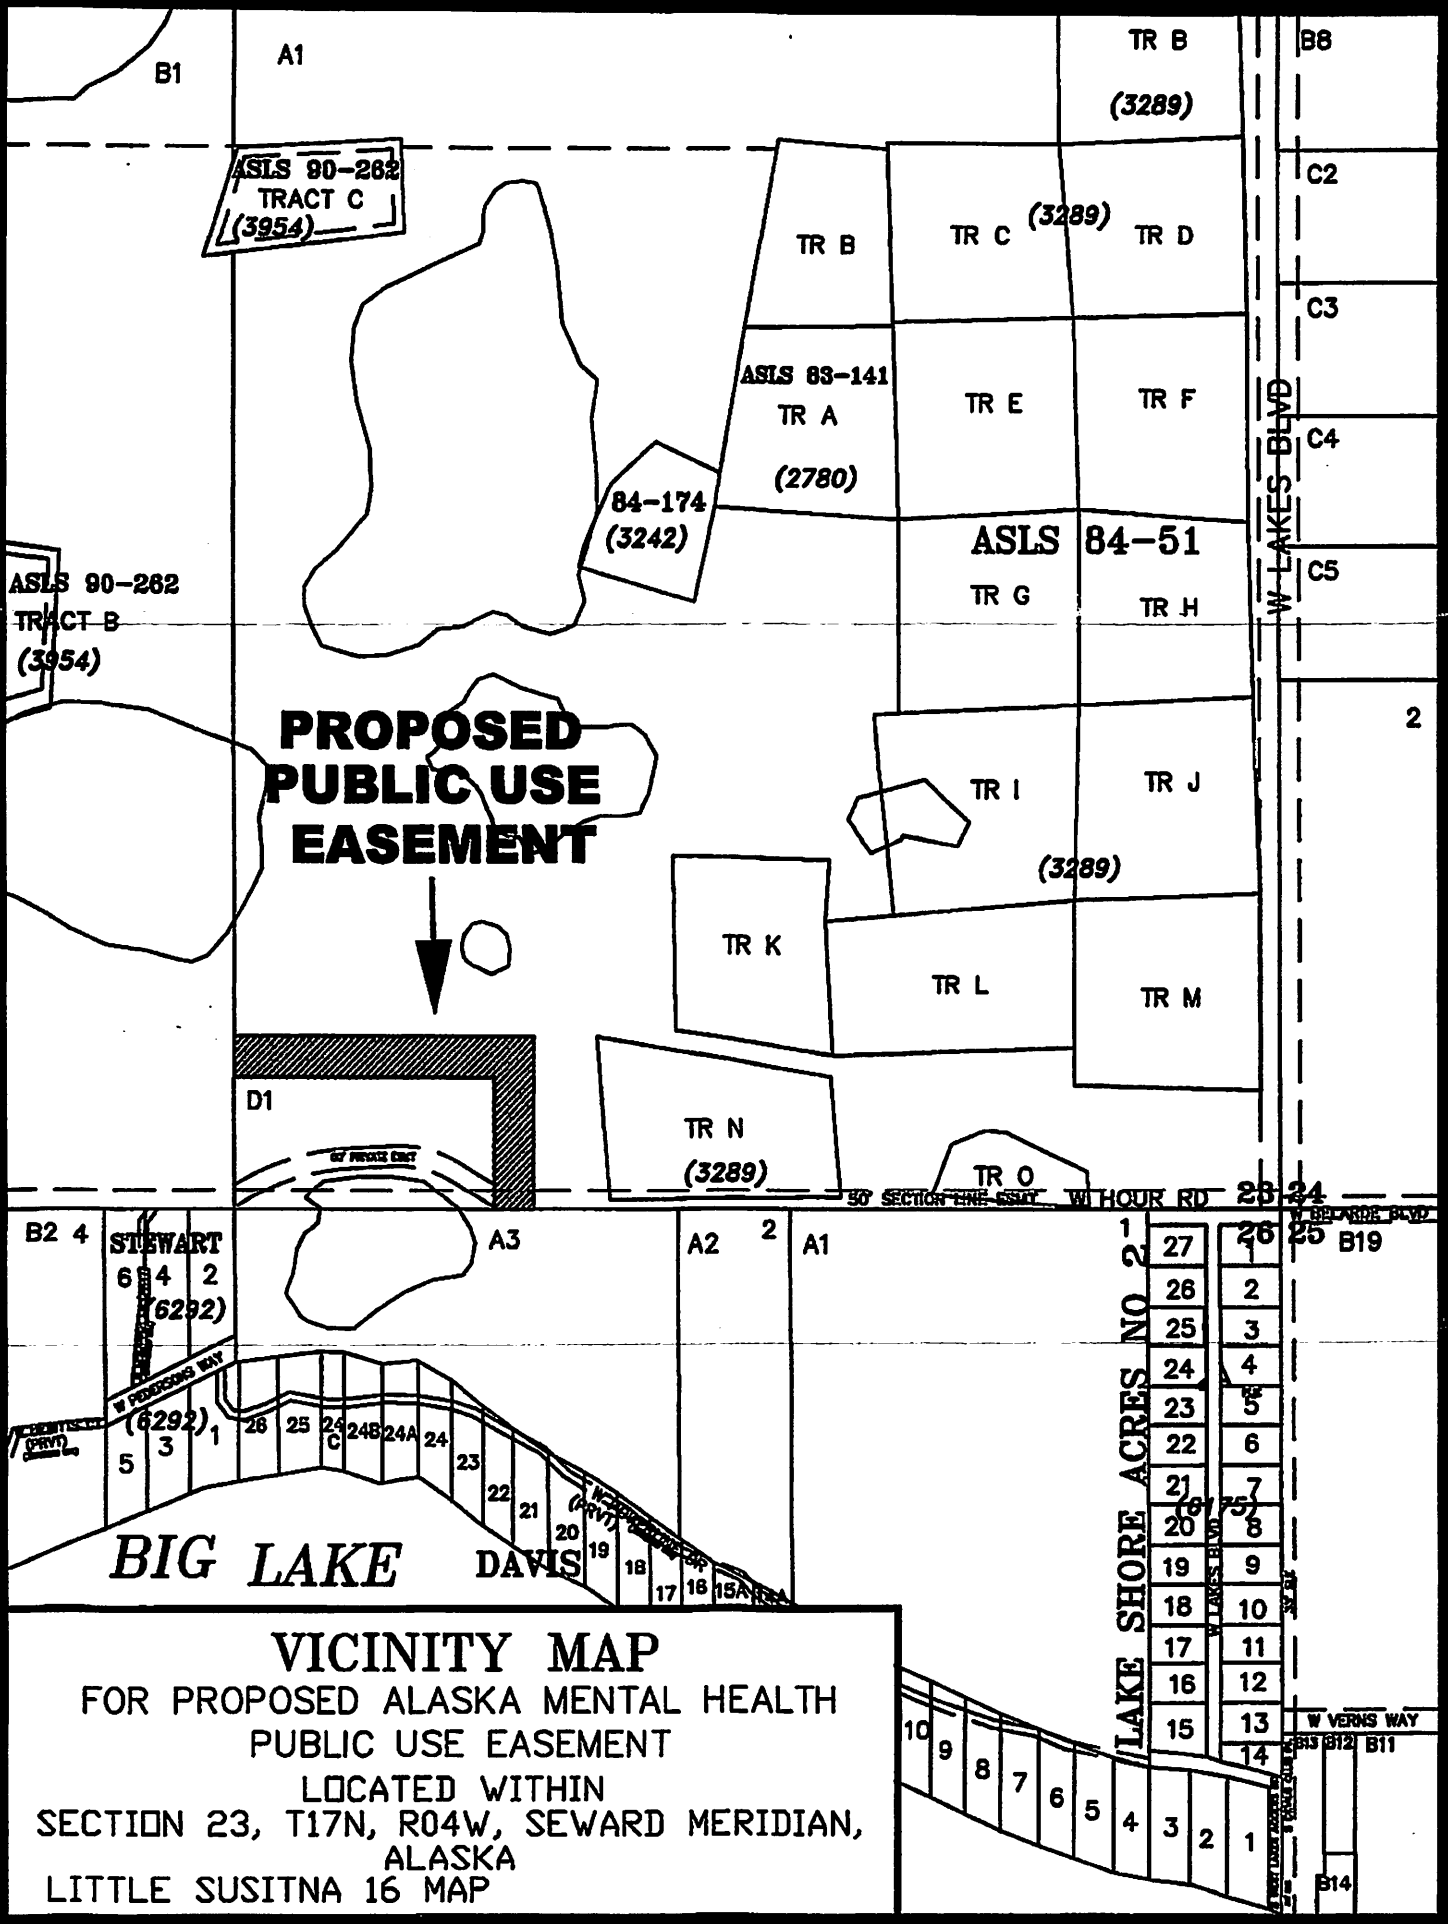 B1
A1
TR B
(3289)
B8
ASLS 90-262
TRACT C
(3954)
C2
TR B
TR C
(3289)
TR D
C3
ASLS 83-141
TR A
(2780)
TR E
TR F
W LAKES BLVD
C4
84-174
(3242)
ASLS 84-51
C5
ASLS 90-262
TRACT B
(3954)
TR G
TR H
2
PROPOSED
PUBLIC USE
EASEMENT
TR I
TR J
(3289)
TR K
TR L
TR M
D1
TR N
(3289)
TR O
50' SECTION LINE ESMT
W HOUR RD
23 24
26 25
W BELARDE BLVD
B2 4
STEWART
6 4 2
(6292)
A3
A2
2
A1
1
B19
W PEDERSONS WAY
(6292)
(PRVT)
5 3 1
26
25
24C
24B
24A
24
23
22
21
20
19
18
17
16
15A
14A
(PRVT)
BIG LAKE
DAVIS
LAKE SHORE ACRES NO 2
27
26
25
24
23
22
21
20
19
18
17
16
15
1
2
3
4
5
6
7
8
9
10
11
12
13
14
(6175)
W LAKES BLVD
W VERNS WAY
B13 B12 B11
B14
10
9
8
7
6
5
4
3
2
1
VICINITY MAP
FOR PROPOSED ALASKA MENTAL HEALTH
PUBLIC USE EASEMENT
LOCATED WITHIN
SECTION 23, T17N, R04W, SEWARD MERIDIAN,
ALASKA
LITTLE SUSITNA 16 MAP